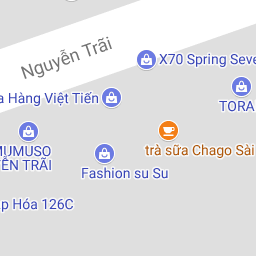 Nguyễn Trãi
X70 Spring Seve
a Hàng Việt Tiến
TORA
MUMUSO
ỄN TRÃI
trà sữa Chago Sài
Fashion su Su
p Hóa 126C